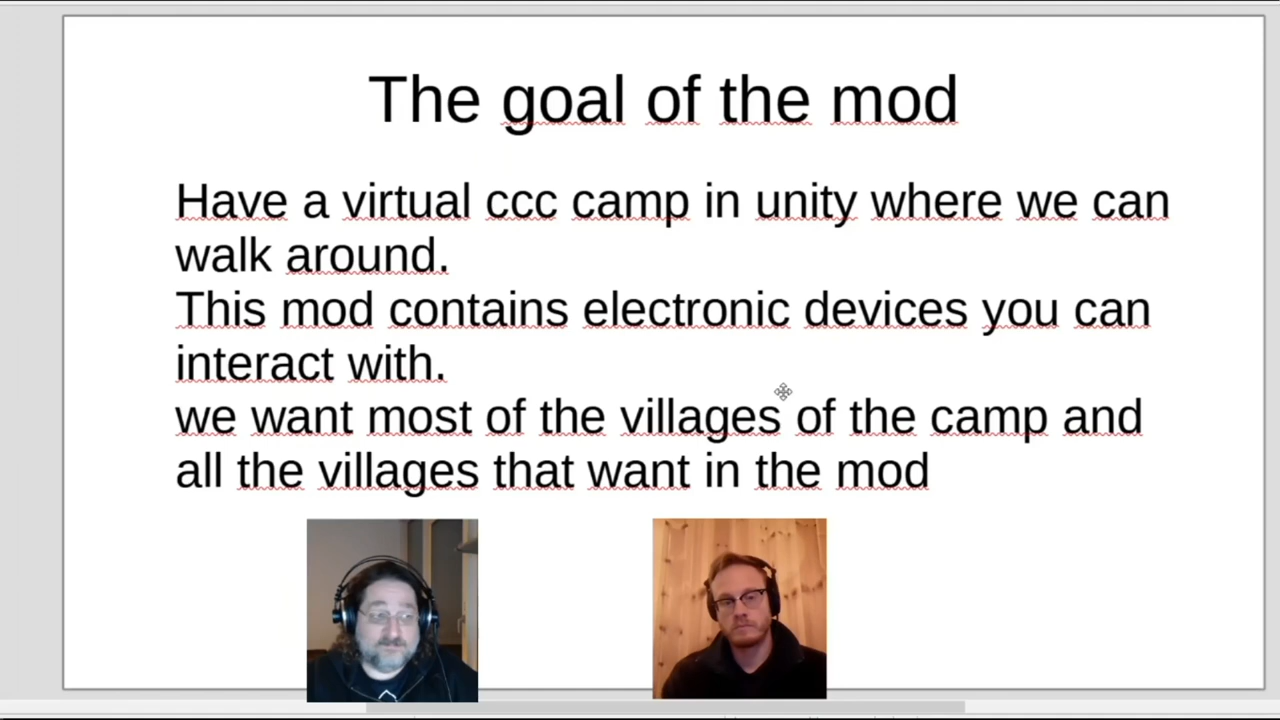 The goal of the mod
Have a virtual ccc camp in unity where we can
walk around.
This mod contains electronic devices you can
interact with.
we want most of the villages of the camp and
all the villages that want in the mod